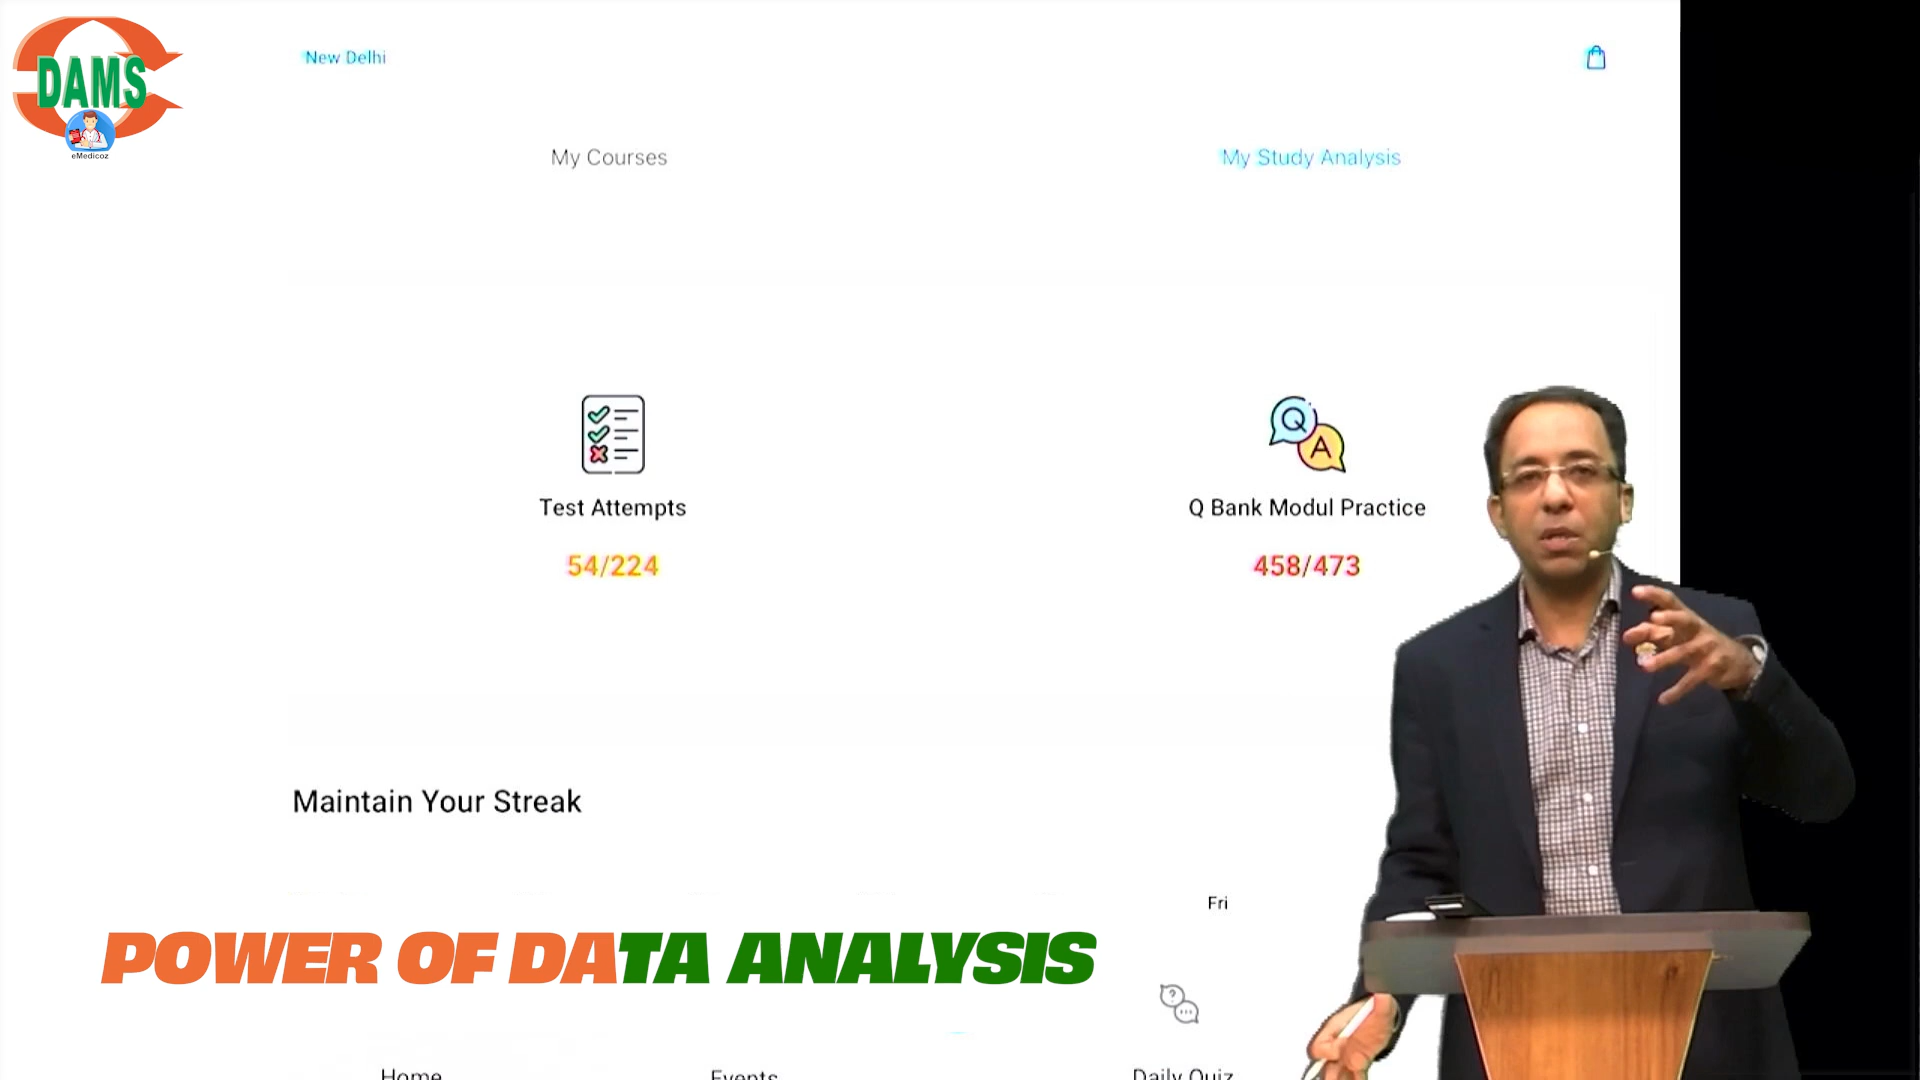 DAMS
eMedicoz
New Delhi
My Courses
My Study Analysis
Q
A
Test Attempts
Q Bank Modul Practice
54/224
458/473
Maintain Your Streak
Fri
POWER OF DATA ANALYSIS
Home
Events
Daily Quiz